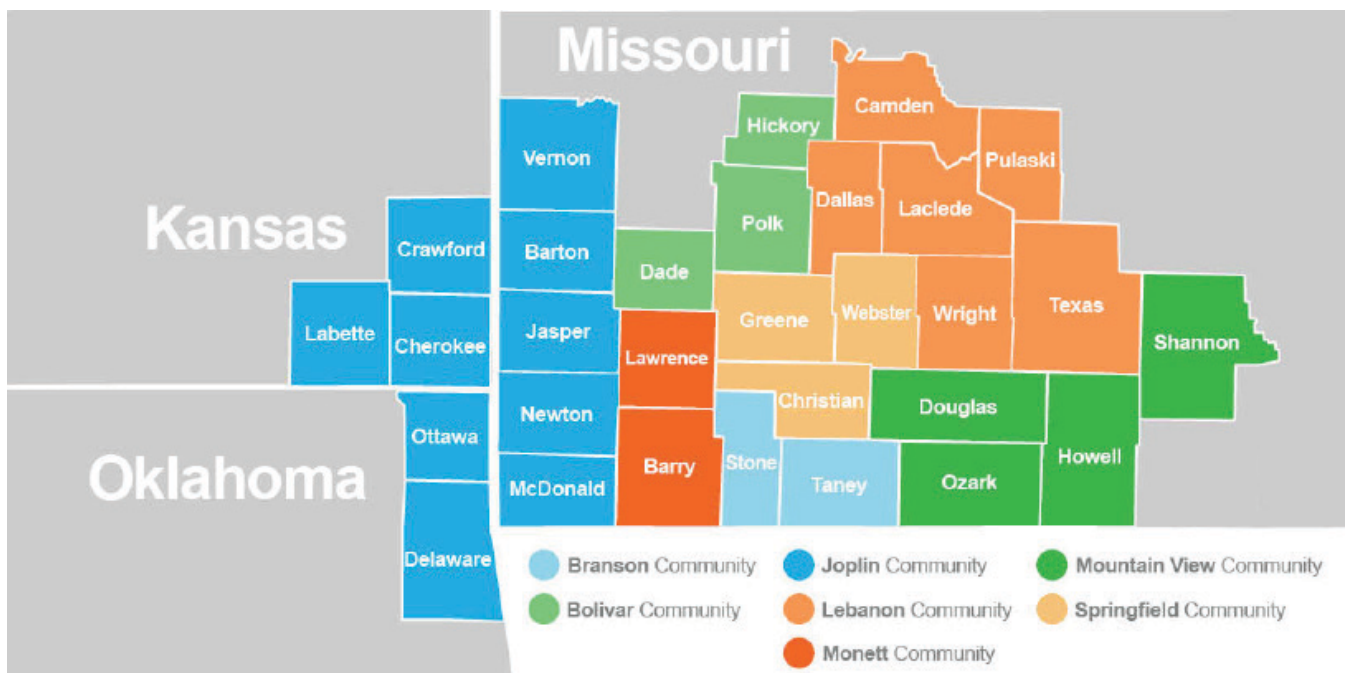 Missouri
Camden
Hickory
Vernon
Pulaski
Dallas
Laclede
Kansas
Polk
Crawford
Barton
Dade
Texas
Greene
Webster
Wright
Labette
Cherokee
Jasper
Shannon
Lawrence
Christian
Douglas
Newton
Ottawa
Howell
Stone
Barry
Oklahoma
McDonald
Taney
Ozark
Delaware
Branson Community
Joplin Community
Mountain View Community
Bolivar Community
Lebanon Community
Springfield Community
Monett Community